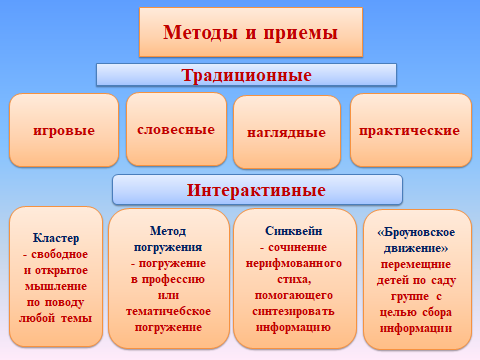 Методы и приемы
Традиционные
игровые
словесные
наглядные
практические
Интерактивные
Кластер
- свободное
и открытое
мышление
по поводу
любой темы
Метод
погружения
- погружение
в профессию
или
тематичебское
погружение
Синквейн
- сочинение
нерифмованного
стиха,
помогающего
синтезировать
информацию
«Броуновское
движение»
перемещние
детей по саду
группе с
целью сбора
информации